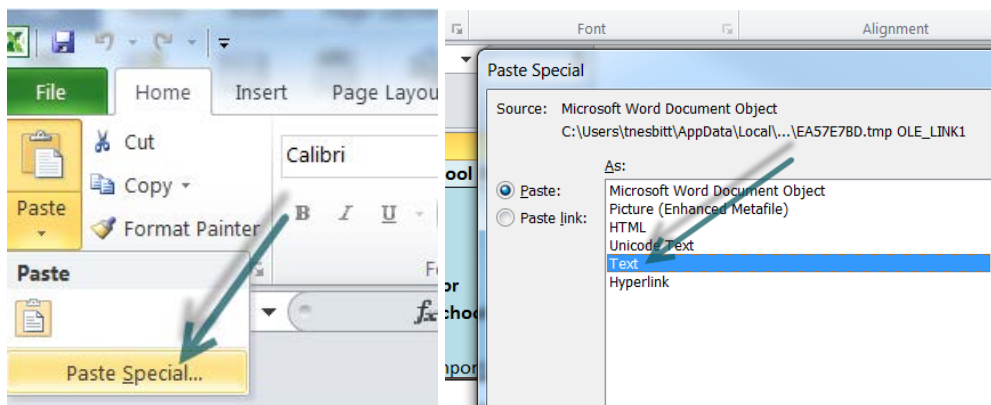 File Home Insert Page Layou
Cut
Copy
Paste
Format Painter
Calibri
B I U
Paste
fx
Paste Special...
Font Alignment
Paste Special
Source: Microsoft Word Document Object
C:\Users\tnesbitt\AppData\Local\...\EA57E7BD.tmp OLE_LINK1
As:
Paste:
Paste link:
Microsoft Word Document Object
Picture (Enhanced Metafile)
HTML
Unicode Text
Text
Hyperlink
ool
or